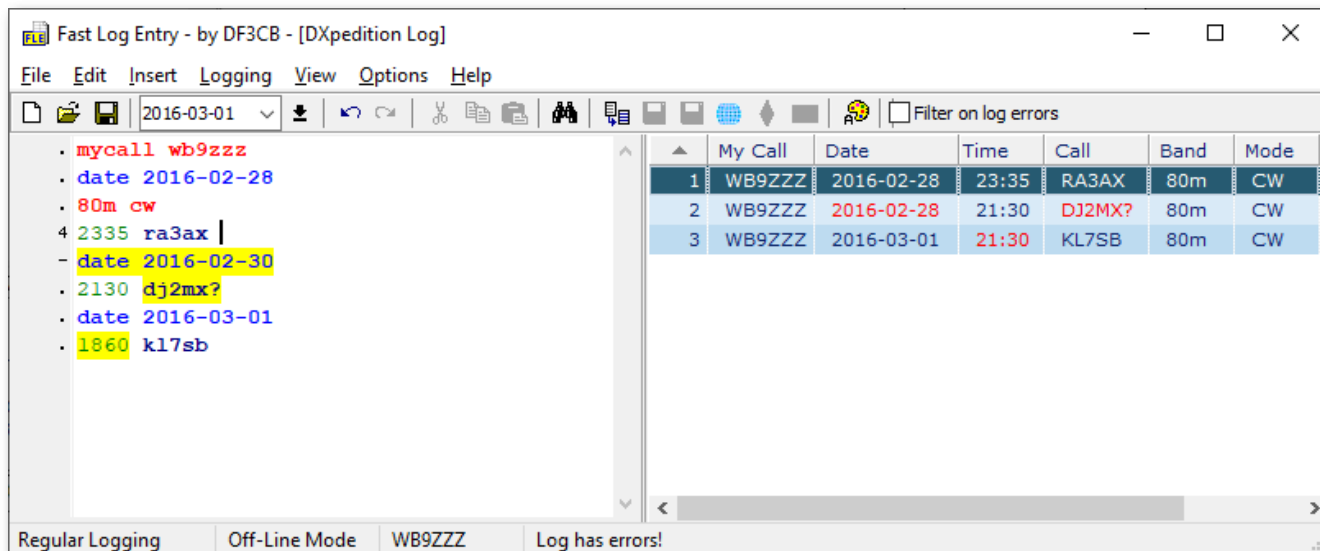 FLE Fast Log Entry - by DF3CB - [DXpedition Log]
File Edit Insert Logging View Options Help
2016-03-01 A Filter on log errors
. mycall wb9zzz
. date 2016-02-28
. 80m cw
4 2335 ra3ax
- date 2016-02-30
. 2130 dj2mx?
. date 2016-03-01
. 1860 kl7sb
My Call Date Time Call Band Mode
1 WB9ZZZ 2016-02-28 23:35 RA3AX 80m CW
2 WB9ZZZ 2016-02-28 21:30 DJ2MX? 80m CW
3 WB9ZZZ 2016-03-01 21:30 KL7SB 80m CW
Regular Logging Off-Line Mode WB9ZZZ Log has errors!